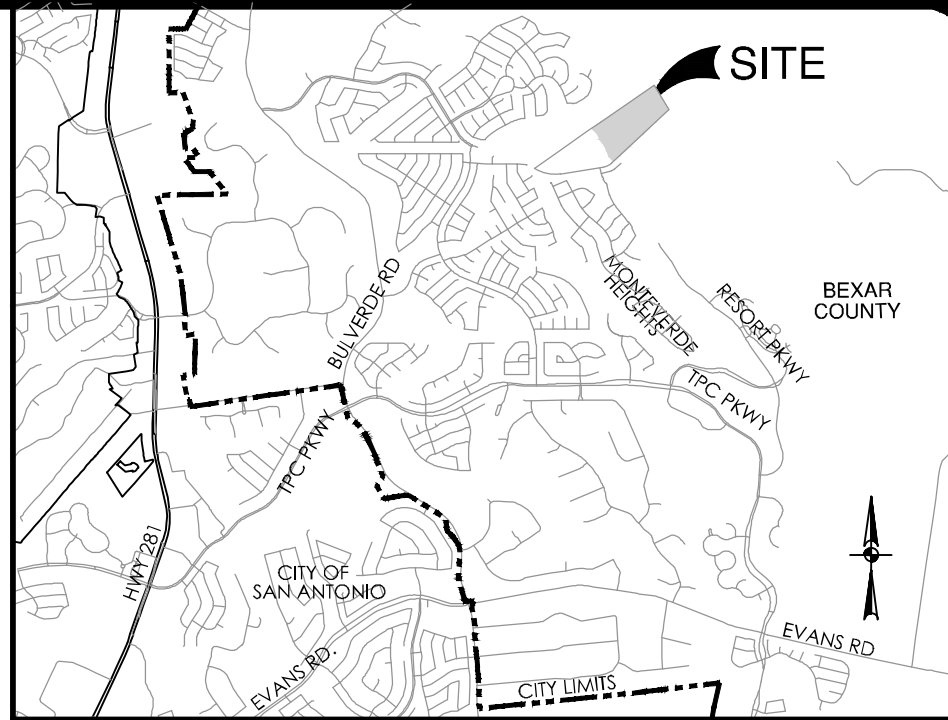 SITE
BULVERDE RD
MONTEVERDE
HEIGHTS
RESORT PKWY
BEXAR
COUNTY
TPC PKWY
TPC PKWY
HWY 281
CITY OF
SAN ANTONIO
EVANS RD
EVANS RD.
CITY LIMITS